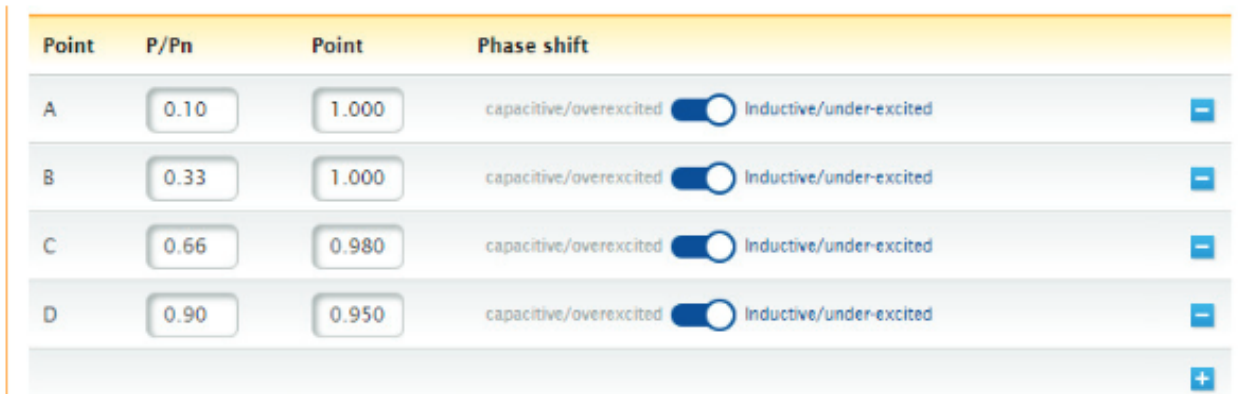 Point P/Pn Point Phase shift
A 0.10 1.000 capacitive/overexcited Inductive/under-excited
B 0.33 1.000 capacitive/overexcited Inductive/under-excited
C 0.66 0.980 capacitive/overexcited Inductive/under-excited
D 0.90 0.950 capacitive/overexcited Inductive/under-excited